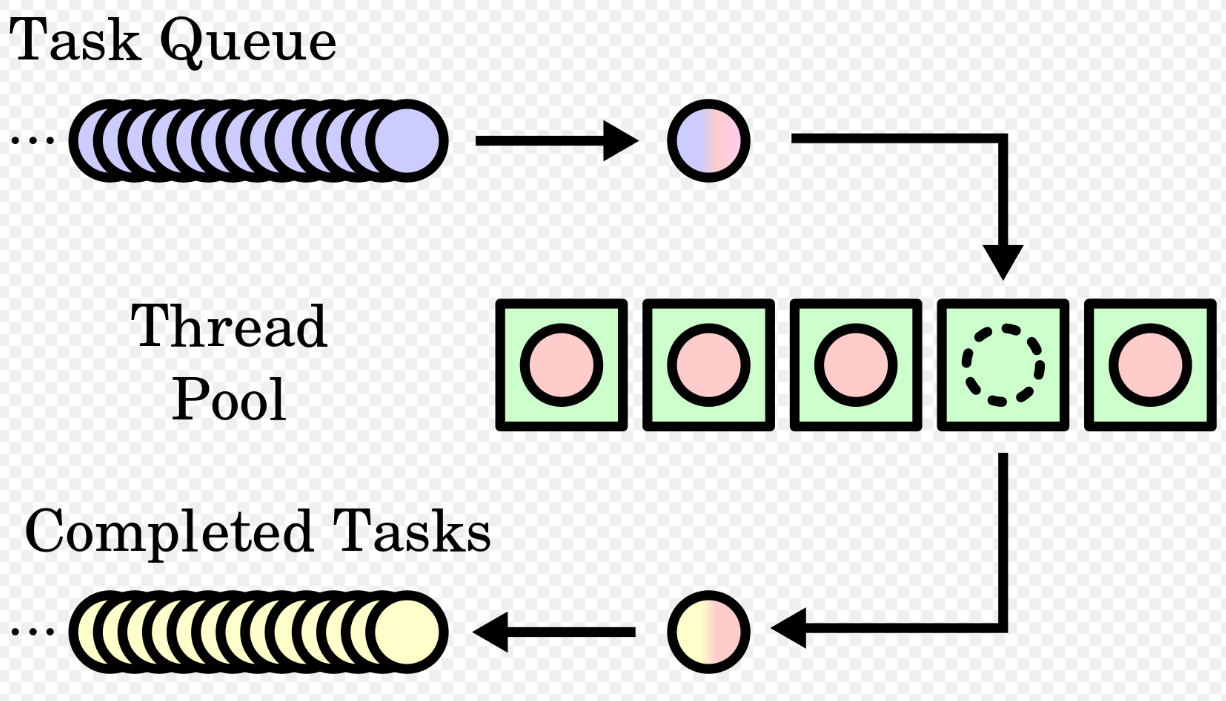 Task Queue
...
Thread
Pool
Completed Tasks
...